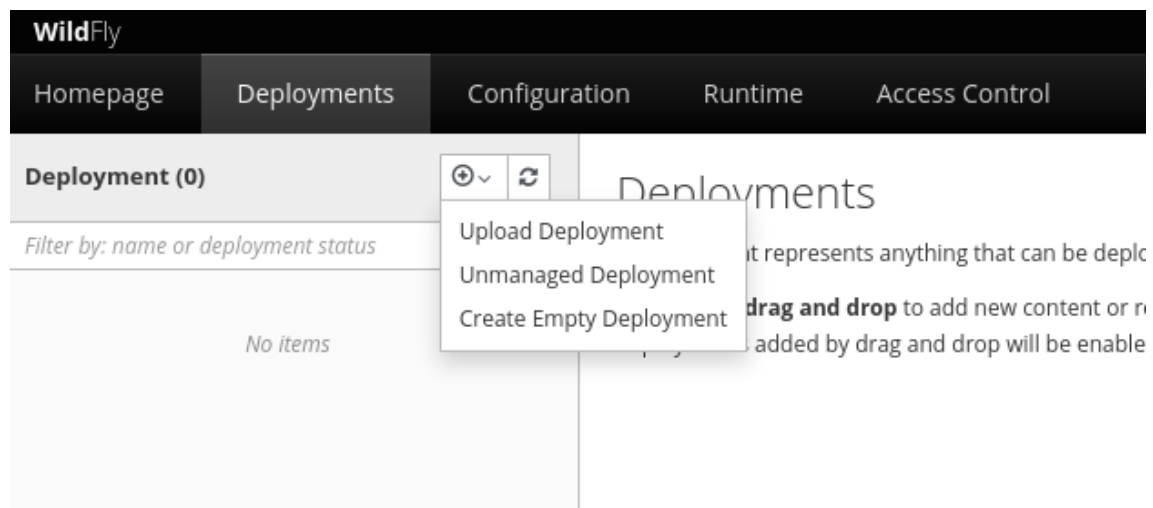 WildFly
Homepage Deployments Configuration Runtime Access Control
Deployment (0)
Filter by: name or deployment status
No items
Upload Deployment
Unmanaged Deployment
Create Empty Deployment
Deployments
represents anything that can be
drag and drop to add new content or
added by drag and drop will be